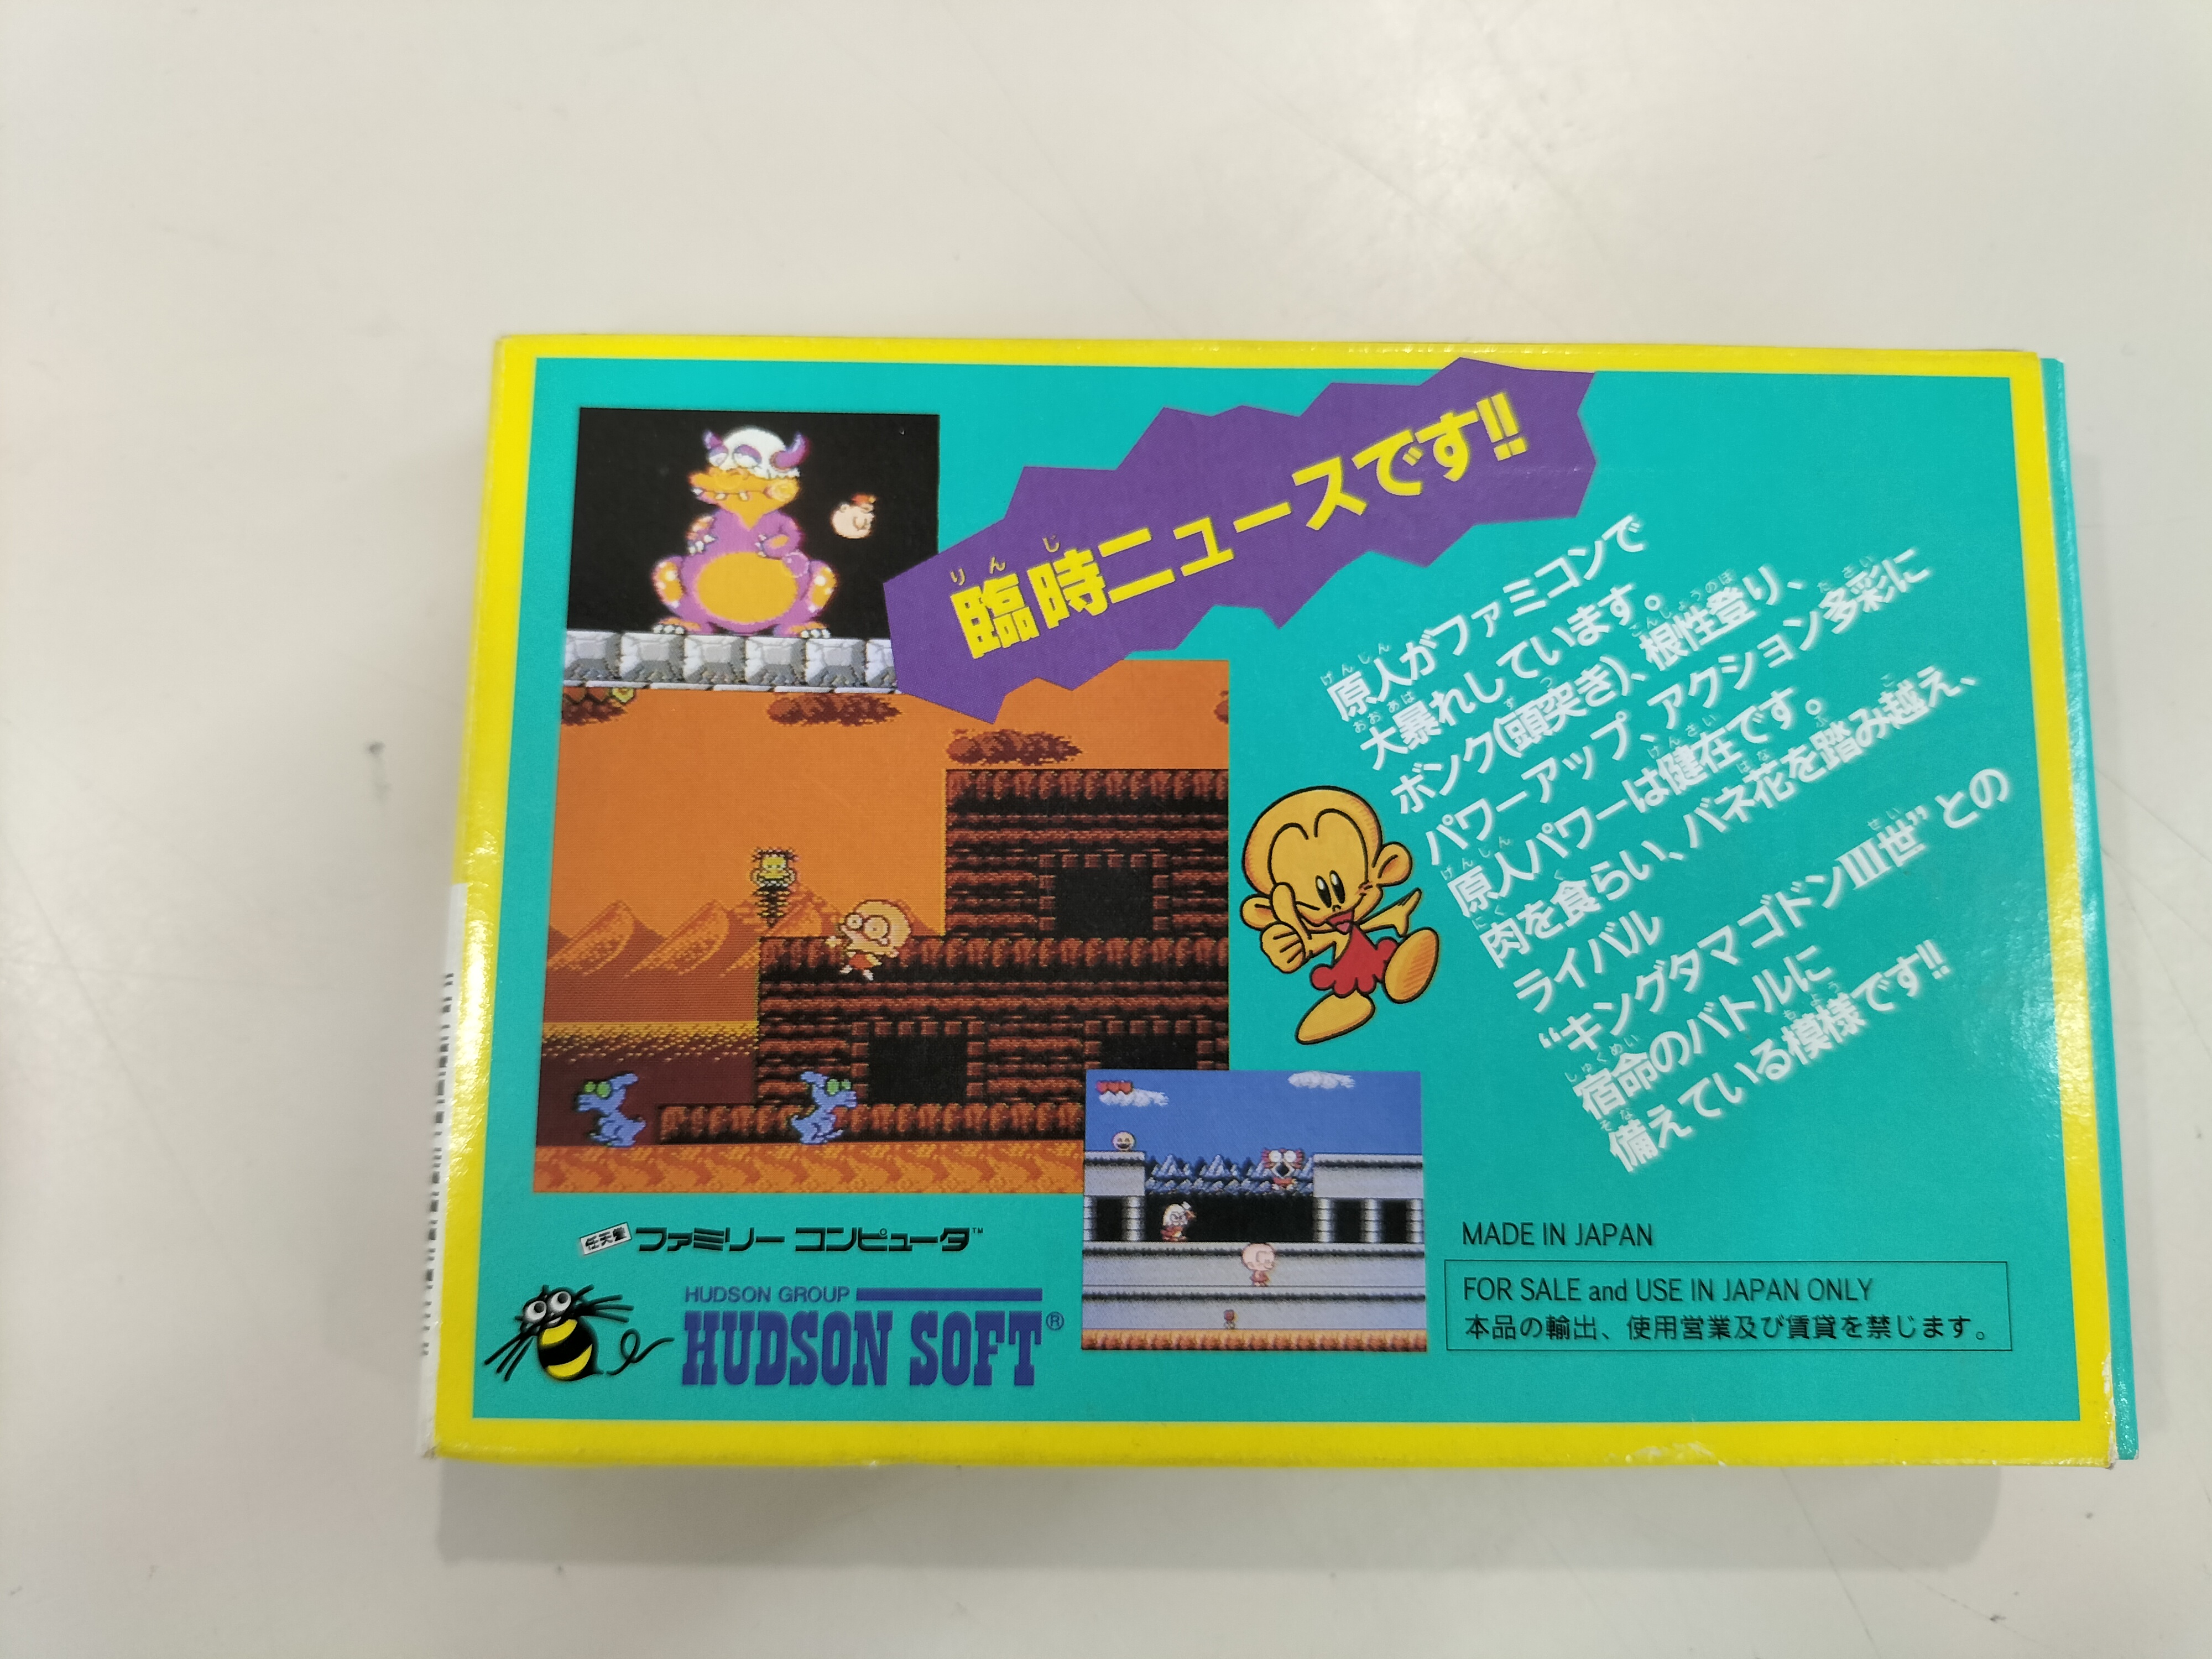 臨時ニュースです!!
原人がファミコンで
大暴れしています。
ボンク(頭突き)、根性登り、
パワーアップ、アクション多彩に
原人パワーは健在です。
肉を食らい、バネ花を踏み越え、
ライバル
“キングタマゴドンIII世”との
宿命のバトルに
備えている模様です!!
任天堂 ファミリー コンピュータ™
HUDSON GROUP
HUDSON SOFT®
MADE IN JAPAN
FOR SALE and USE IN JAPAN ONLY
本品の輸出、使用営業及び賃貸を禁じます。